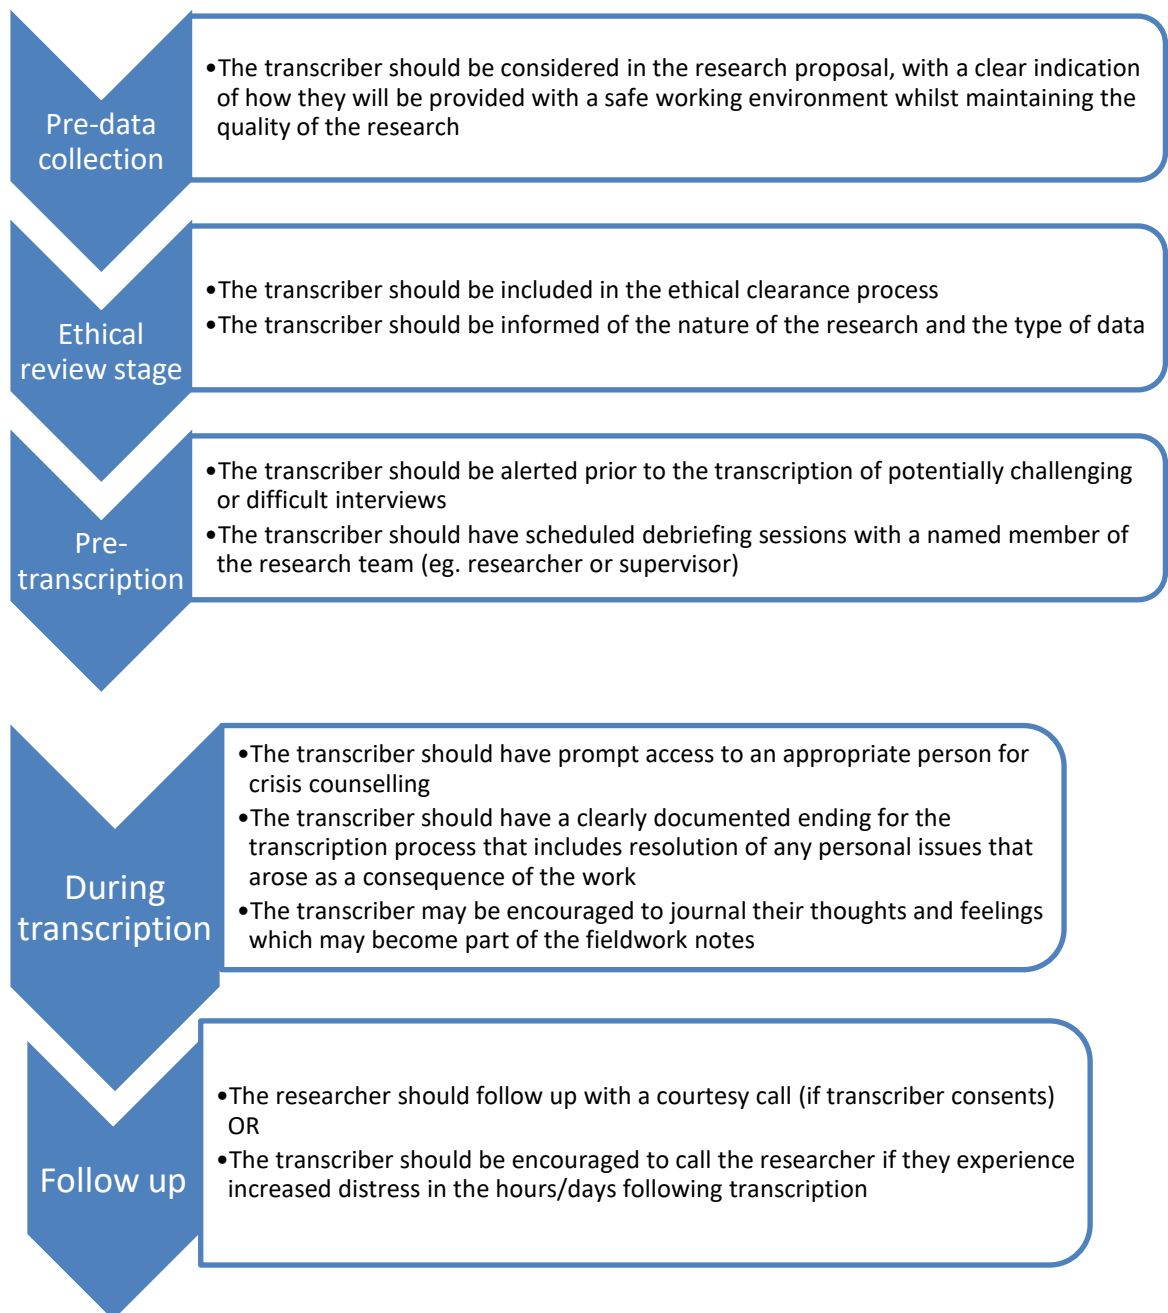 Pre-data
collection
•The transcriber should be considered in the research proposal, with a clear indication
of how they will be provided with a safe working environment whilst maintaining the
quality of the research
Ethical
review stage
•The transcriber should be included in the ethical clearance process
•The transcriber should be informed of the nature of the research and the type of data
Pre-
transcription
•The transcriber should be alerted prior to the transcription of potentially challenging
or difficult interviews
•The transcriber should have scheduled debriefing sessions with a named member of
the research team (eg. researcher or supervisor)
During
transcription
•The transcriber should have prompt access to an appropriate person for
crisis counselling
•The transcriber should have a clearly documented ending for the
transcription process that includes resolution of any personal issues that
arose as a consequence of the work
•The transcriber may be encouraged to journal their thoughts and feelings
which may become part of the fieldwork notes
Follow up
•The researcher should follow up with a courtesy call (if transcriber consents)
OR
•The transcriber should be encouraged to call the researcher if they experience
increased distress in the hours/days following transcription